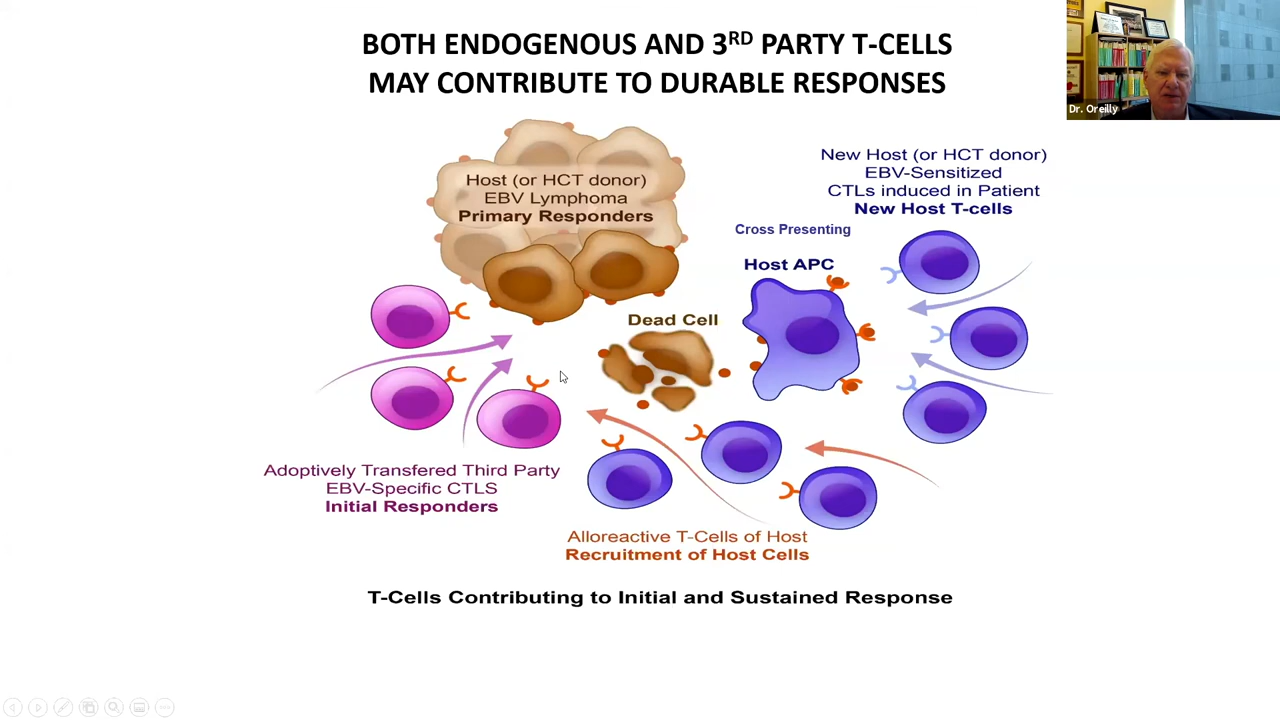 BOTH ENDOGENOUS AND 3RD PARTY T-CELLS
MAY CONTRIBUTE TO DURABLE RESPONSES
Dr. Oreilly
Host (or HCT donor)
EBV Lymphoma
Primary Responders
New Host (or HCT donor)
EBV-Sensitized
CTLs induced in Patient
New Host T-cells
Cross Presenting
Host APC
Dead Cell
Adoptively Transfered Third Party
EBV-Specific CTLS
Initial Responders
Alloreactive T-Cells of Host
Recruitment of Host Cells
T-Cells Contributing to Initial and Sustained Response